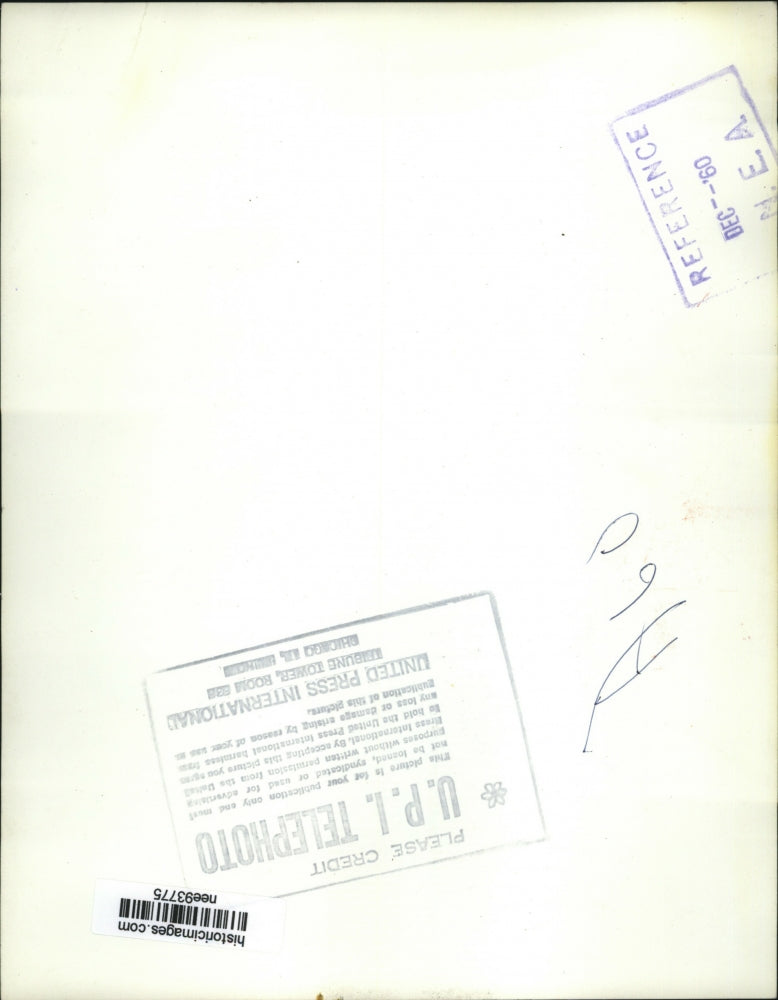 REFERENCE
DEC--'60
N. E. A.
PLEASE CREDIT
U.P.I. TELEPHOTO
This picture is for your publication only and must
not be loaned, syndicated or used for advertising
purposes without written permission from the United
Press International. By accepting this picture you agree
to hold the United Press International harmless from
any loss or damage arising by reason of your use or
publication of this picture.
UNITED PRESS INTERNATIONAL
TRIBUNE TOWER, ROOM
CHICAGO ILLINOIS
historicimages.com
nee93775